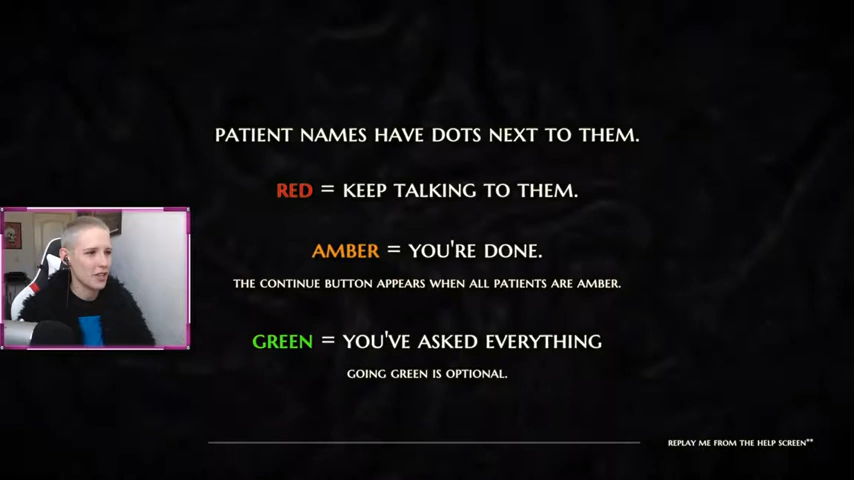 PATIENT NAMES HAVE DOTS NEXT TO THEM.
RED = KEEP TALKING TO THEM.
AMBER = YOU'RE DONE.
THE CONTINUE BUTTON APPEARS WHEN ALL PATIENTS ARE AMBER.
GREEN = YOU'VE ASKED EVERYTHING
GOING GREEN IS OPTIONAL.
REPLAY ME FROM THE HELP SCREEN**